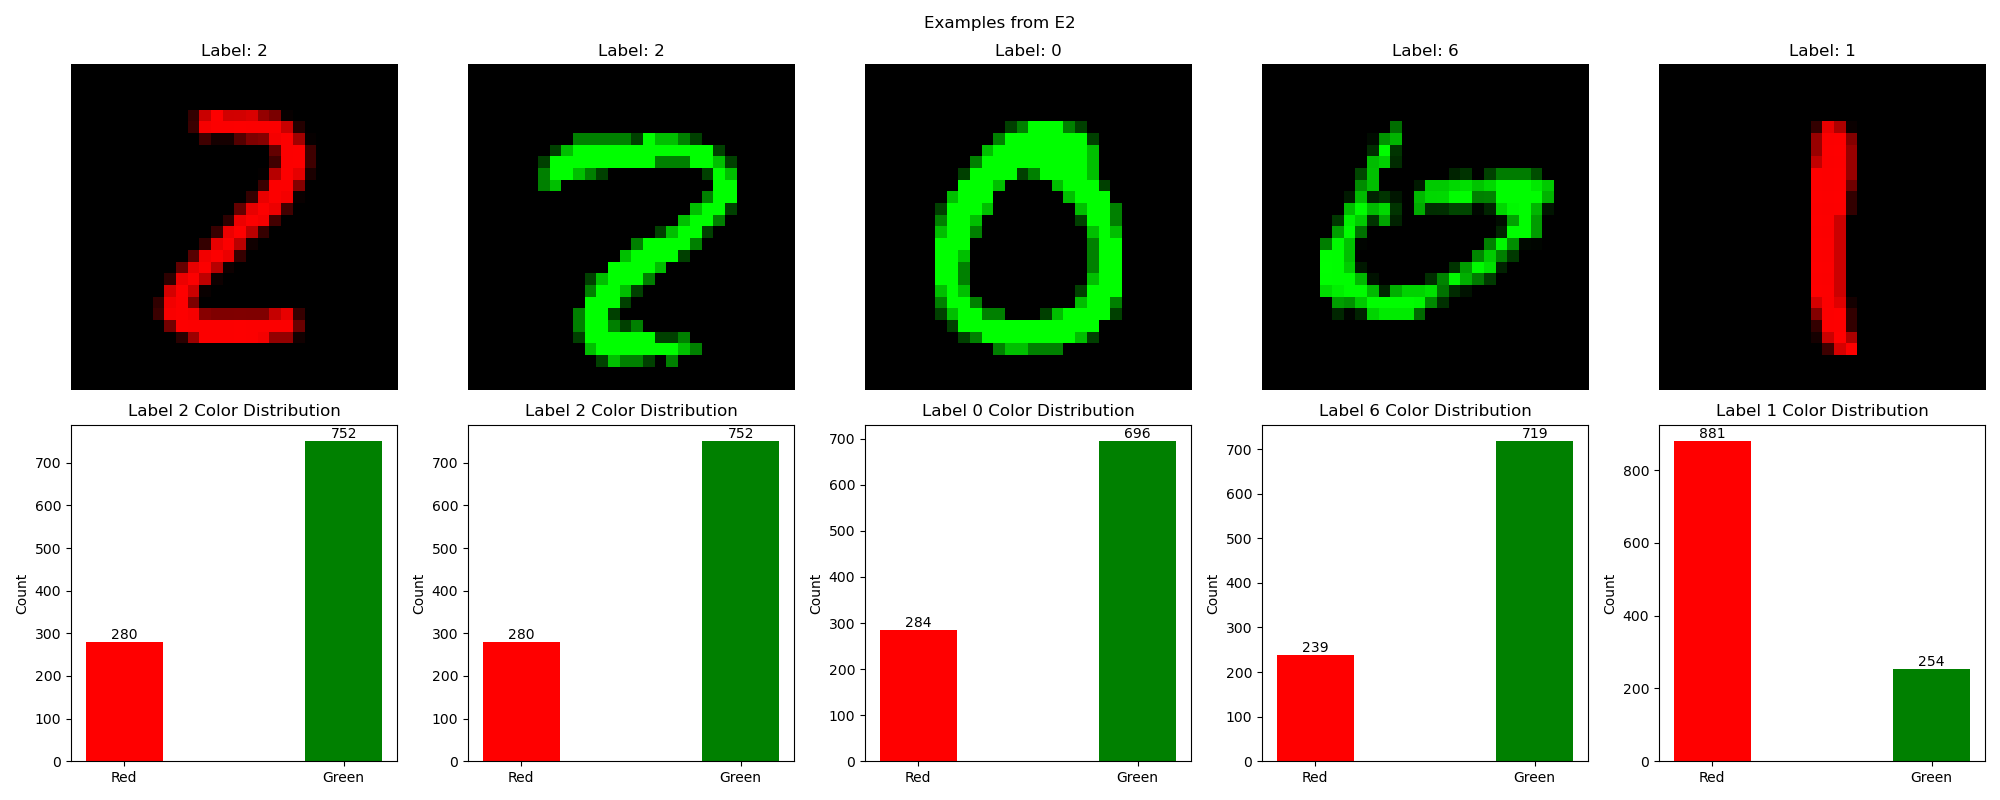 Examples from E2
Label: 2
Label: 2
Label: 0
Label: 6
Label: 1
2
2
0
6
1
Label 2 Color Distribution
Label 2 Color Distribution
Label 0 Color Distribution
Label 6 Color Distribution
Label 1 Color Distribution
Count
700
600
500
400
300
200
100
0
280
752
Red
Green
Count
700
600
500
400
300
200
100
0
280
752
Red
Green
Count
700
600
500
400
300
200
100
0
284
696
Red
Green
Count
700
600
500
400
300
200
100
0
239
719
Red
Green
Count
800
600
400
200
0
881
254
Red
Green